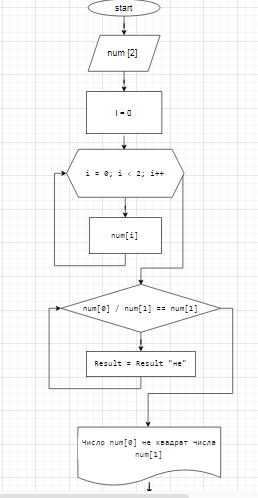 start
num [2]
I = 0
i = 0; i < 2; i++
num[i]
num[0] / num[1] == num[1]
Result = Result "не"
Число num[0] не квадрат числа
num[1]